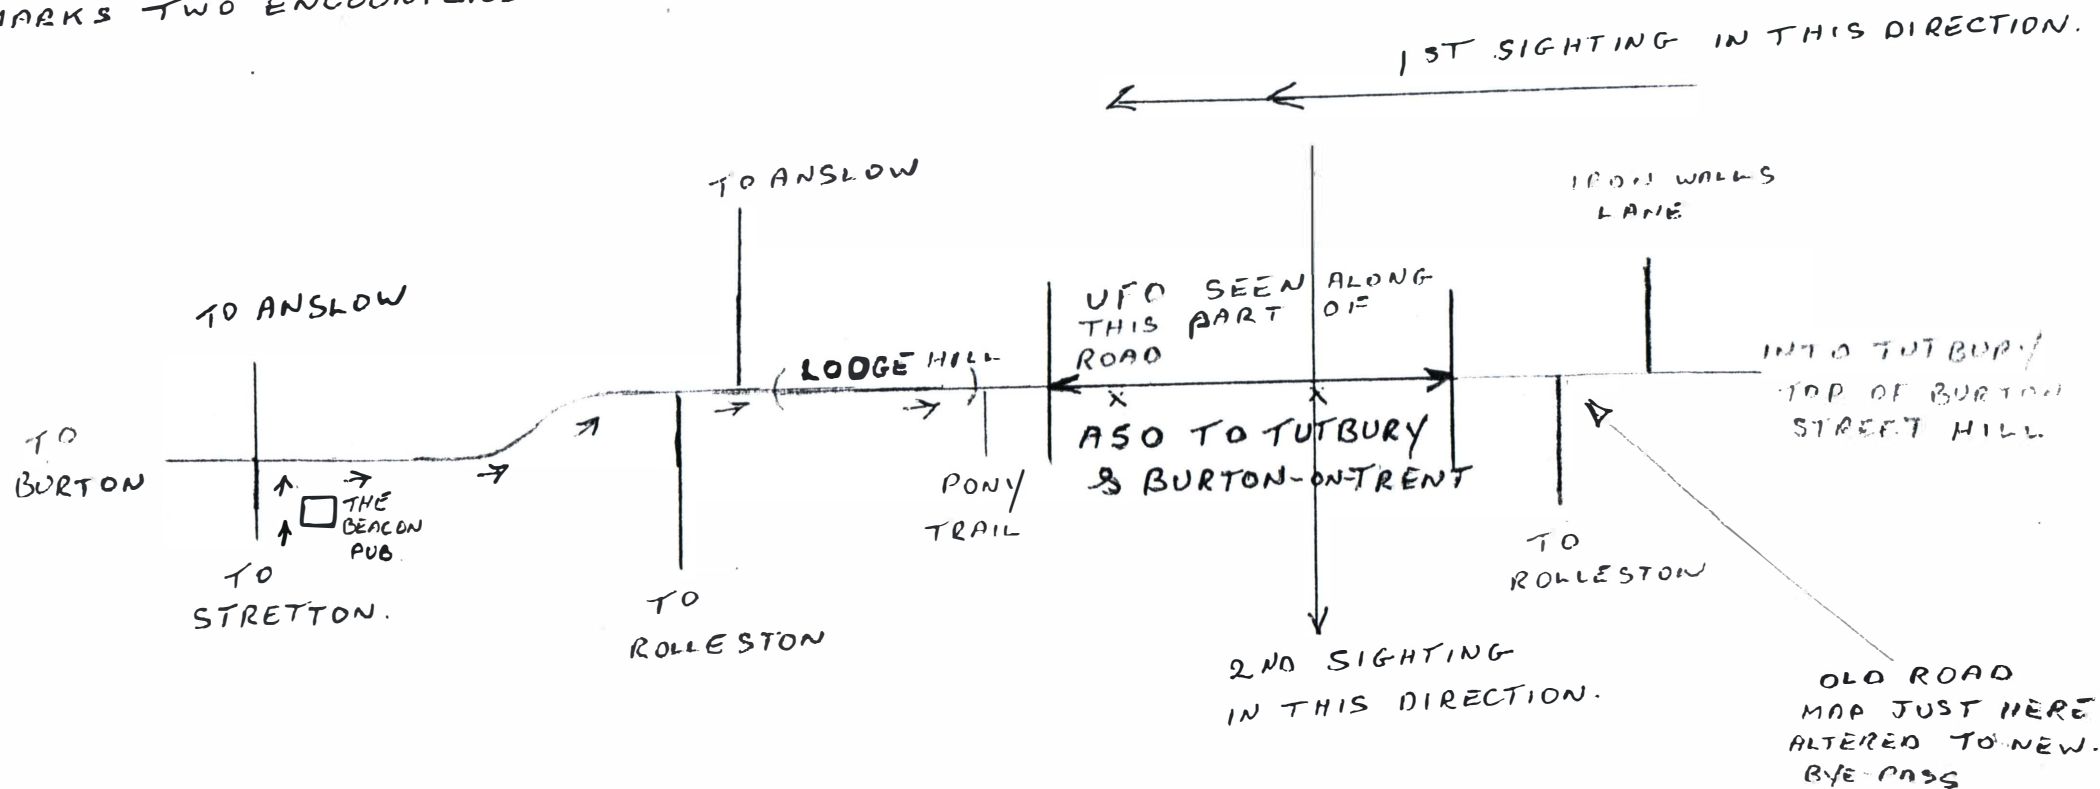 MARKS TWO
1ST SIGHTING IN THIS DIRECTION.
TO ANSLOW
IRON WALLS
LANE
TO ANSLOW
UFO SEEN ALONG
THIS PART OF
ROAD
(LODGE HILL)
INTO TUTBURY
TOP OF BURTON
STREET HILL
TO
BURTON
THE
BEACON
PUB.
X
X
A50 TO TUTBURY
& BURTON-ON-TRENT
PONY
TRAIL
TO
STRETTON.
TO
ROLLESTON
TO
ROLLESTON
2ND SIGHTING
IN THIS DIRECTION.
OLD ROAD
MAP JUST HERE
ALTERED TO NEW.
BYE-PASS